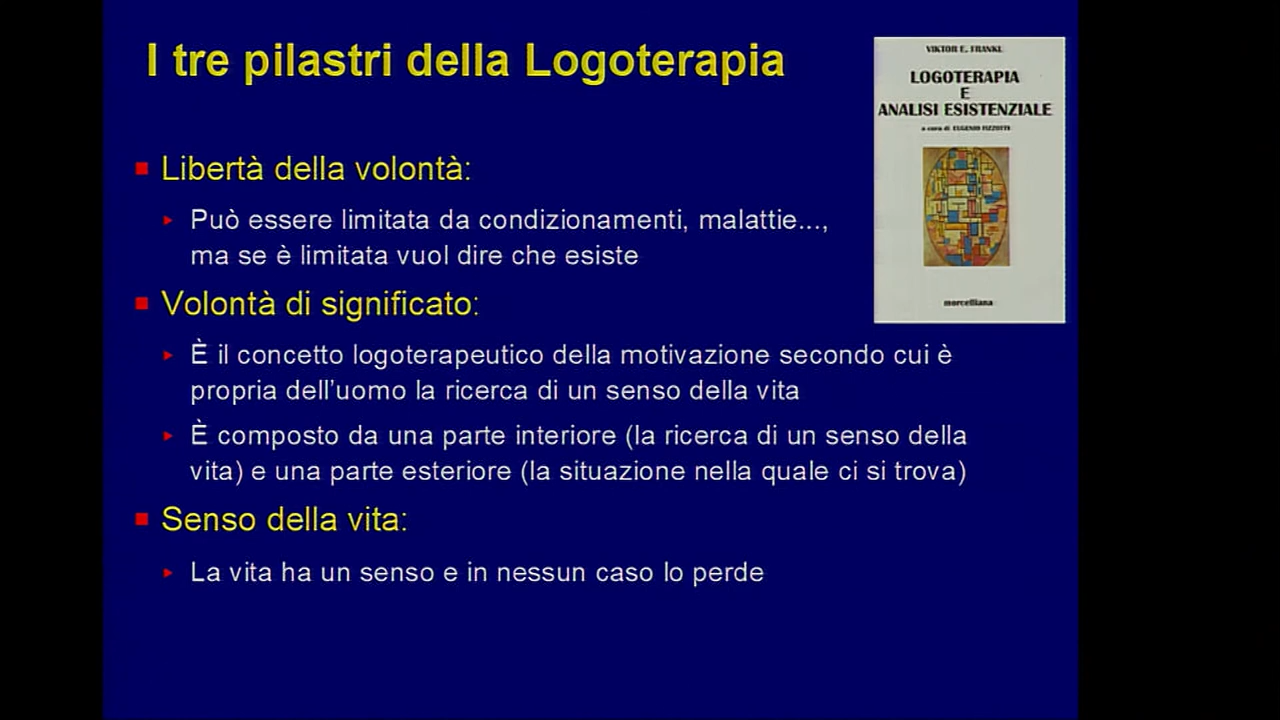 I tre pilastri della Logoterapia
VIKTOR E. FRANKL
LOGOTERAPIA
E
ANALISI ESISTENZIALE
a cura di EUGENIO FIZZOTTI
morcelliana
Libertà della volontà:
Può essere limitata da condizionamenti, malattie...,
ma se è limitata vuol dire che esiste
Volontà di significato:
È il concetto logoterapeutico della motivazione secondo cui è
propria dell'uomo la ricerca di un senso della vita
È composto da una parte interiore (la ricerca di un senso della
vita) e una parte esteriore (la situazione nella quale ci si trova)
Senso della vita:
La vita ha un senso e in nessun caso lo perde